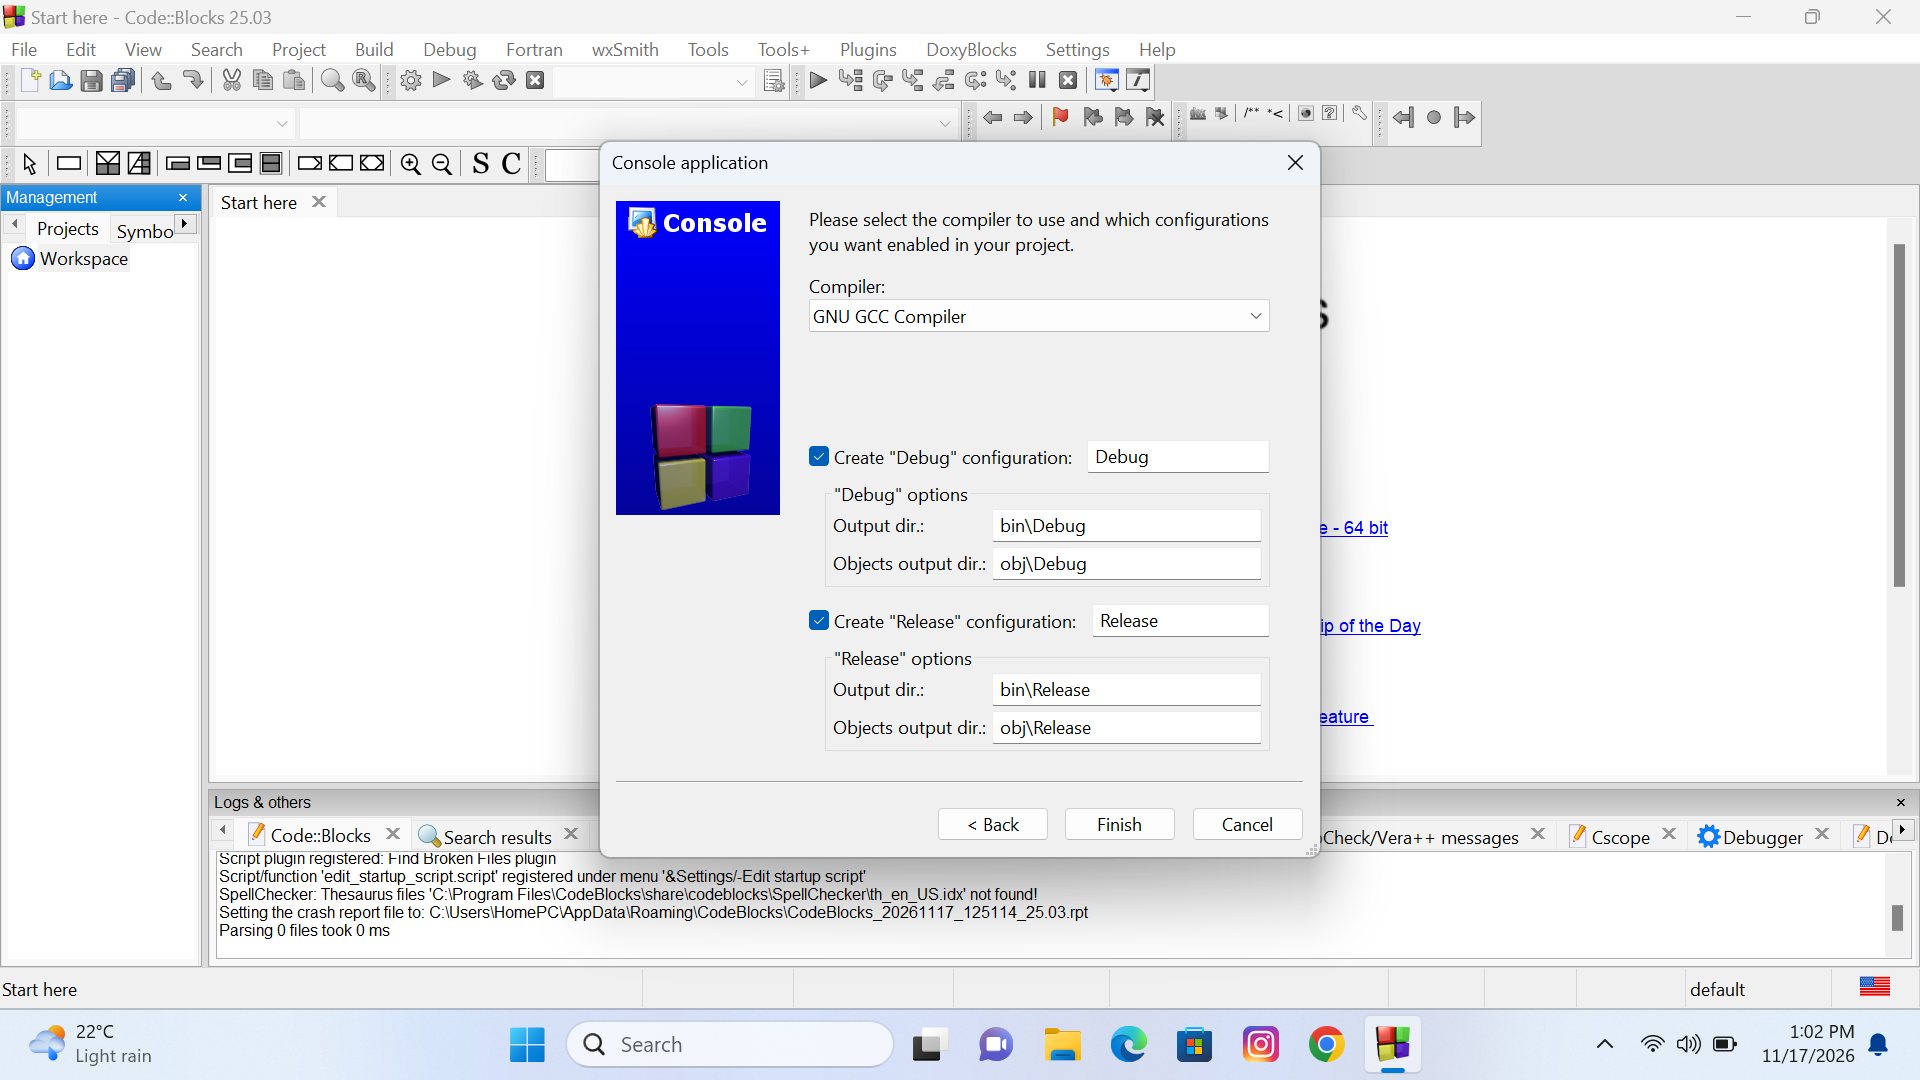 Start here - Code::Blocks 25.03
File Edit View Search Project Build Debug Fortran wxSmith Tools Tools+ Plugins DoxyBlocks Settings Help
/** *<
S C
Management
Projects Symbo
Workspace
Start here
Console application
Console
Please select the compiler to use and which configurations
you want enabled in your project.
Compiler:
GNU GCC Compiler
Create "Debug" configuration: Debug
"Debug" options
Output dir.: bin\Debug
Objects output dir.: obj\Debug
Create "Release" configuration: Release
"Release" options
Output dir.: bin\Release
Objects output dir.: obj\Release
< Back Finish Cancel
s
e - 64 bit
ip of the Day
eature
Logs & others
Code::Blocks Search results Check/Vera++ messages Cscope Debugger
Script plugin registered: Find Broken Files plugin
Script/function 'edit_startup_script.script' registered under menu '&Settings/-Edit startup script'
SpellChecker: Thesaurus files 'C:\Program Files\CodeBlocks\share\codeblocks\SpellChecker\th_en_US.idx' not found!
Setting the crash report file to: C:\Users\HomePC\AppData\Roaming\CodeBlocks\CodeBlocks_20261117_125114_25.03.rpt
Parsing 0 files took 0 ms
Start here default
22°C
Light rain
Search
1:02 PM
11/17/2026